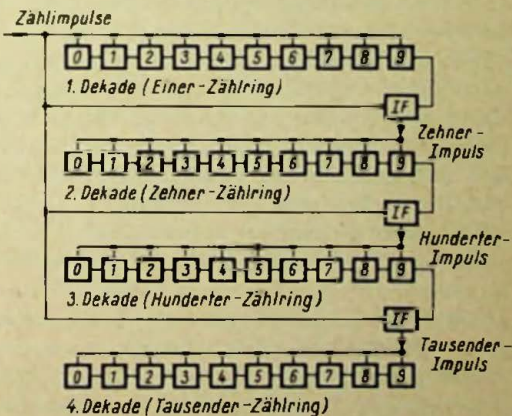 Zählimpulse
0 1 2 3 4 5 6 7 8 9
1. Dekade (Einer-Zählring)
IF
Zehner-
Impuls
0 1 2 3 4 5 6 7 8 9
2. Dekade (Zehner-Zählring)
IF
Hunderter-
Impuls
0 1 2 3 4 5 6 7 8 9
3. Dekade (Hunderter-Zählring)
IF
Tausender-
Impuls
0 1 2 3 4 5 6 7 8 9
4. Dekade (Tausender-Zählring)